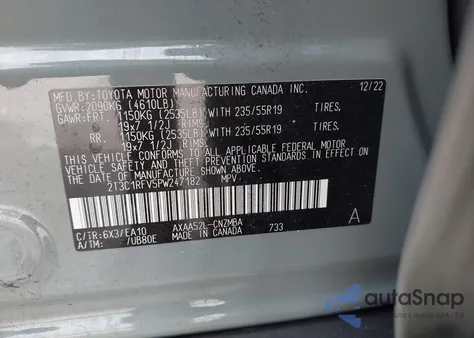 MFD.BY: TOYOTA MOTOR MANUFACTURING CANADA INC. 12/22
GVWR:2090KG (4610LB)
GAWR:FRT. 1150KG (2535LB) WITH 235/55R19 TIRES,
19x7 1/2J RIMS
RR. 1150KG (2535LB) WITH 235/55R19 TIRES,
19x7 1/2J RIMS
THIS VEHICLE CONFORMS TO ALL APPLICABLE FEDERAL MOTOR
VEHICLE SAFETY AND THEFT PREVENTION STANDARDS IN EFFECT
ON THE DATE OF MANUFACTURE SHOWN ABOVE.
2T3C1RFV5PW247182 MPV
C/TR:6X3/EA10 AXAA52L-CNZMBA A
A/TM: /UB80E MADE IN CANADA 733
autoSnap